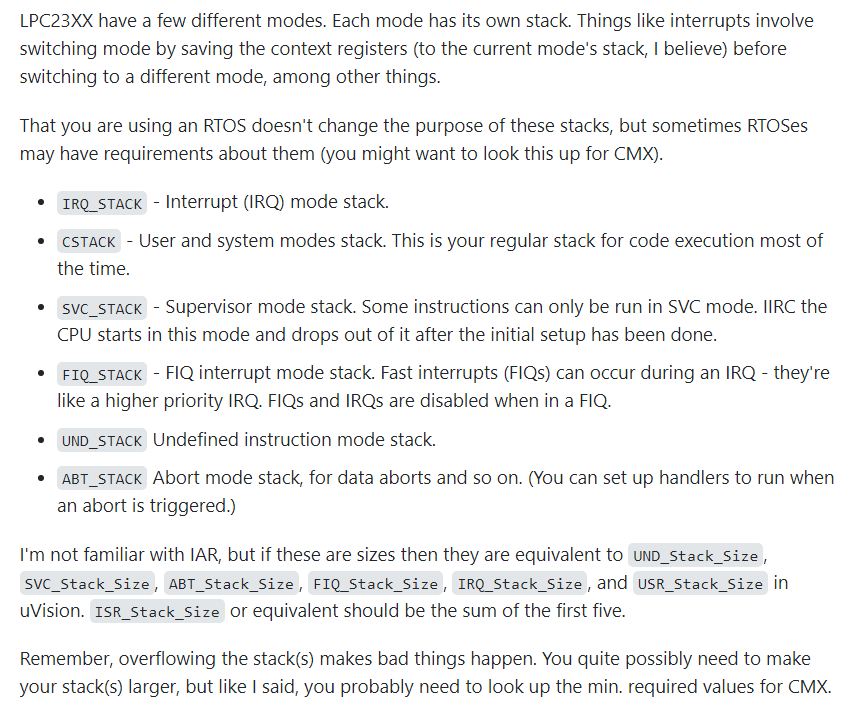 LPC23XX have a few different modes. Each mode has its own stack. Things like interrupts involve
switching mode by saving the context registers (to the current mode's stack, I believe) before
switching to a different mode, among other things.
That you are using an RTOS doesn't change the purpose of these stacks, but sometimes RTOSes
may have requirements about them (you might want to look this up for CMX).
• IRQ_STACK - Interrupt (IRQ) mode stack.
• CSTACK - User and system modes stack. This is your regular stack for code execution most of
the time.
• SVC_STACK - Supervisor mode stack. Some instructions can only be run in SVC mode. IIRC the
CPU starts in this mode and drops out of it after the initial setup has been done.
• FIQ_STACK - FIQ interrupt mode stack. Fast interrupts (FIQs) can occur during an IRQ - they're
like a higher priority IRQ. FIQs and IRQs are disabled when in a FIQ.
• UND_STACK Undefined instruction mode stack.
• ABT_STACK Abort mode stack, for data aborts and so on. (You can set up handlers to run when
an abort is triggered.)
I'm not familiar with IAR, but if these are sizes then they are equivalent to UND_Stack_Size,
SVC_Stack_Size, ABT_Stack_Size, FIQ_Stack_Size, IRQ_Stack_Size, and USR_Stack_Size in
uVision. ISR_Stack_Size or equivalent should be the sum of the first five.
Remember, overflowing the stack(s) makes bad things happen. You quite possibly need to make
your stack(s) larger, but like I said, you probably need to look up the min. required values for CMX.